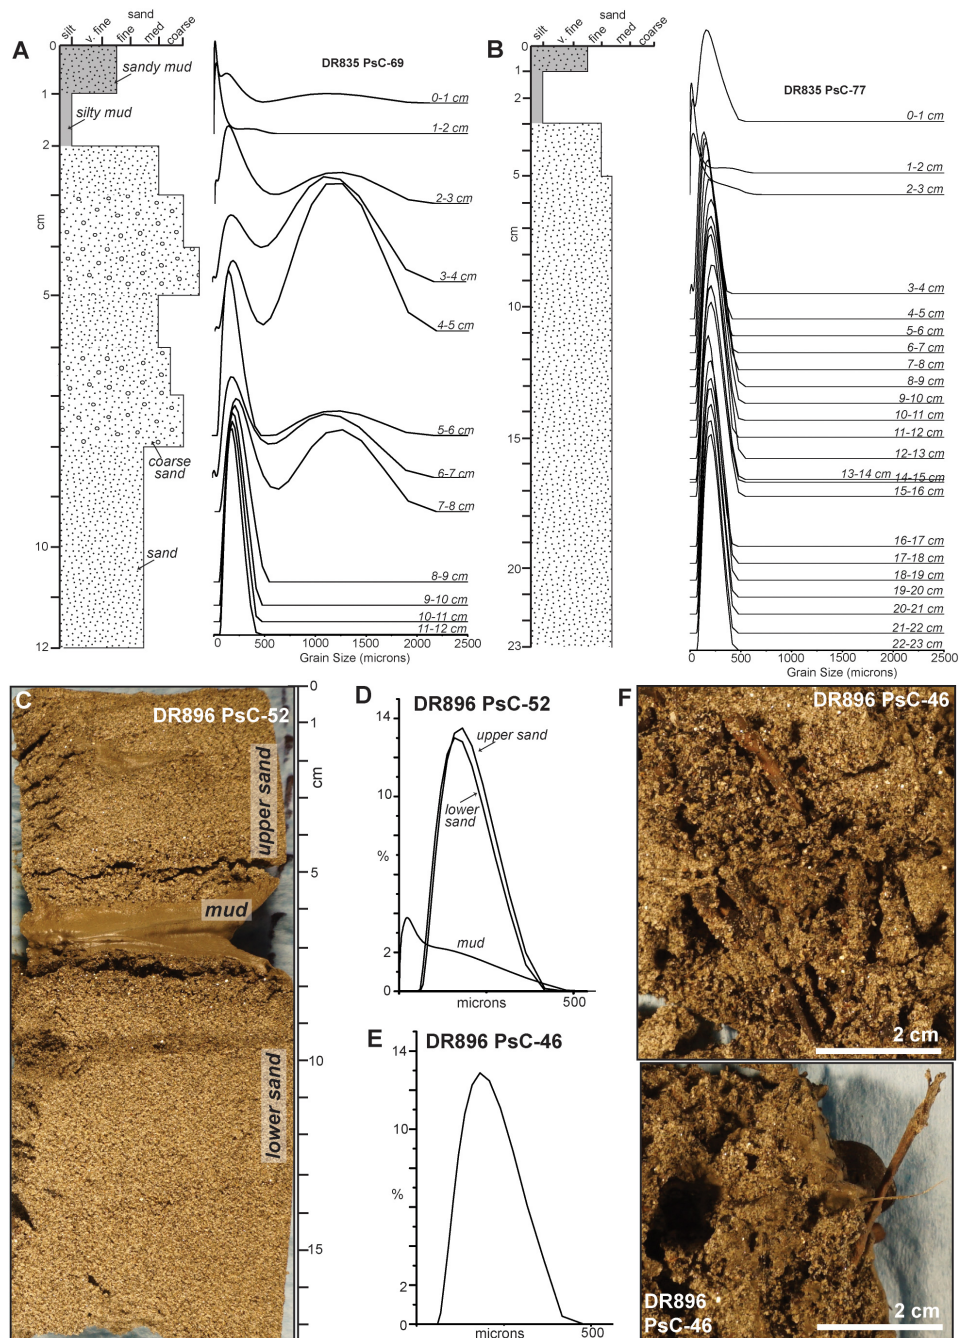 A
sand
silt
v. fine
fine
med
coarse
DR835 PsC-69
0
1
2
5
10
12
cm
sandy mud
silty mud
coarse
sand
sand
0-1 cm
1-2 cm
2-3 cm
3-4 cm
4-5 cm
5-6 cm
6-7 cm
7-8 cm
8-9 cm
9-10 cm
10-11 cm
11-12 cm
0 500 1000 1500 2000 2500
Grain Size (microns)
B
sand
silt
v. fine
fine
med
coarse
DR835 PsC-77
0
1
2
5
10
15
20
23
cm
0-1 cm
1-2 cm
2-3 cm
3-4 cm
4-5 cm
5-6 cm
6-7 cm
7-8 cm
8-9 cm
9-10 cm
10-11 cm
11-12 cm
12-13 cm
13-14 cm 14-15 cm
15-16 cm
16-17 cm
17-18 cm
18-19 cm
19-20 cm
20-21 cm
21-22 cm
22-23 cm
0 500 1000 1500 2000 2500
Grain Size (microns)
C
DR896 PsC-52
upper sand
mud
lower sand
0
1
cm
5
10
15
D
DR896 PsC-52
14
10
%
2
0
upper sand
lower
sand
mud
microns 500
E
DR896 PsC-46
14
10
%
2
0
microns 500
F
DR896 PsC-46
2 cm
DR896
PsC-46
2 cm